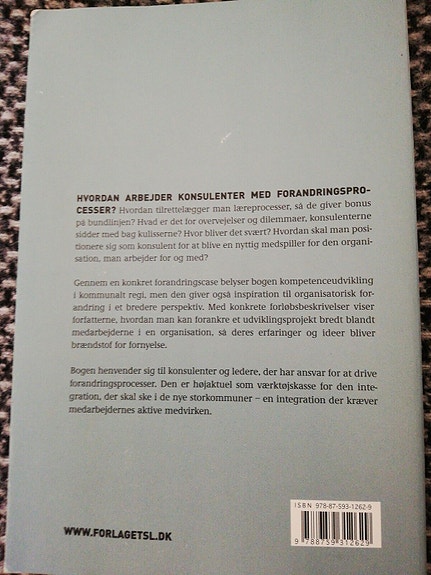 HVORDAN ARBEJDER KONSULENTER MED FORANDRINGSPRO-
CESSER? Hvordan tilrettelægger man læreprocesser, så de giver bonus
på bundlinjen? Hvad er det for overvejelser og dilemmaer, konsulenterne
sidder med bag kulisserne? Hvor bliver det svært? Hvordan skal man posi-
tionere sig som konsulent for at blive en nyttig medspiller for den organi-
sation, man arbejder for og med?
Gennem en konkret forandringscase belyser bogen kompetenceudvikling
i kommunalt regi, men den giver også inspiration til organisatorisk for-
andring i et bredere perspektiv. Med konkrete forløbsbeskrivelser viser
forfatterne, hvordan man kan forankre et udviklingsprojekt bredt blandt
medarbejderne i en organisation, så deres erfaringer og ideer bliver
brændstof for fornyelse.
Bogen henvender sig til konsulenter og ledere, der har ansvar for at drive
forandringsprocesser. Den er højaktuel som værktøjskasse for den inte-
gration, der skal ske i de nye storkommuner – en integration der kræver
medarbejdernes aktive medvirken.
ISBN 978-87-593-1262-9
9 788759 312629
WWW.FORLAGETSL.DK